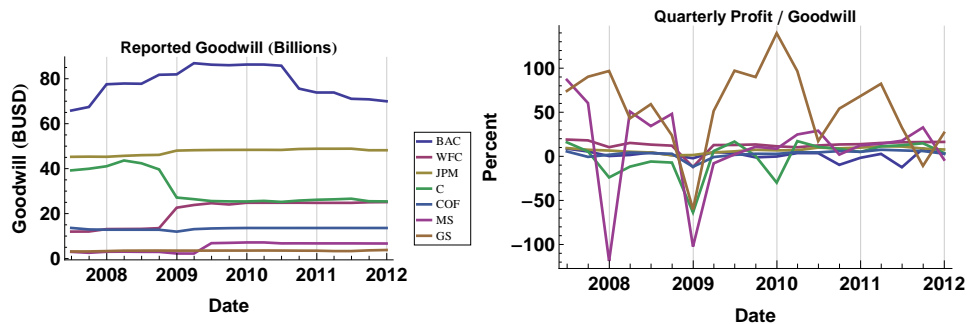 Reported Goodwill (Billions)
Goodwill (BUSD)
80
60
40
20
0
2008 2009 2010 2011 2012
Date
BAC
WFC
JPM
C
COF
MS
GS
Quarterly Profit / Goodwill
Percent
100
50
0
−50
−100
2008 2009 2010 2011 2012
Date